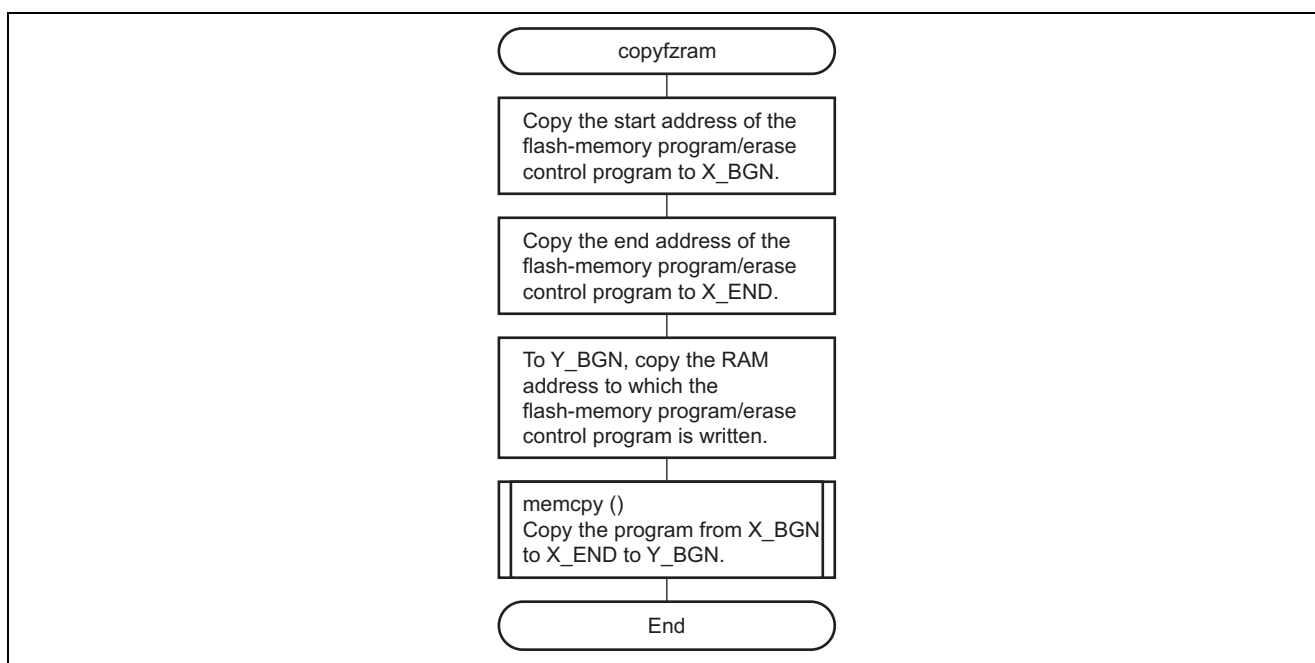 copyfzram
Copy the start address of the
flash-memory program/erase
control program to X_BGN.
Copy the end address of the
flash-memory program/erase
control program to X_END.
To Y_BGN, copy the RAM
address to which the
flash-memory program/erase
control program is written.
memcpy ()
Copy the program from X_BGN
to X_END to Y_BGN.
End